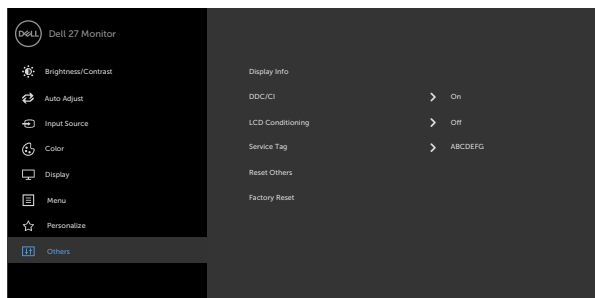 DELL Dell 27 Monitor
Brightness/Contrast
Auto Adjust
Input Source
Color
Display
Menu
Personalize
Others
Display Info
DDC/CI On
LCD Conditioning Off
Service Tag ABCDEFG
Reset Others
Factory Reset